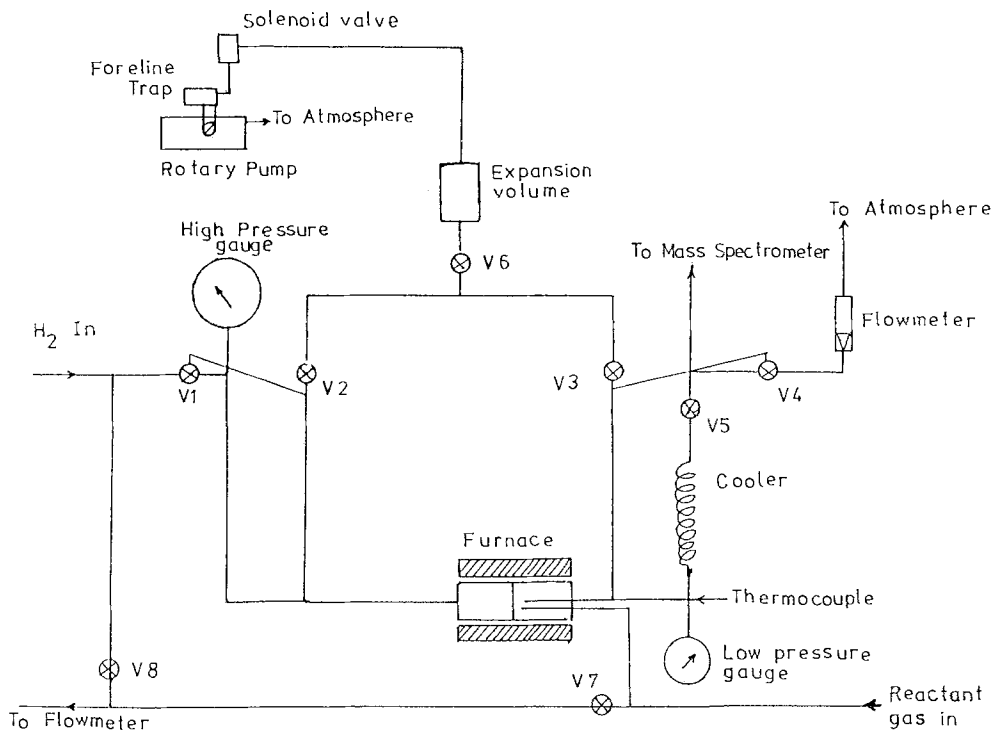 Solenoid valve
Foreline
Trap
To Atmosphere
Rotary Pump
Expansion
volume
High Pressure
gauge
To Atmosphere
To Mass Spectrometer
V6
Flowmeter
H₂ In
V1
V2
V3
V4
V5
Cooler
Furnace
Thermocouple
Low pressure
gauge
V8
V7
Reactant
gas in
To Flowmeter